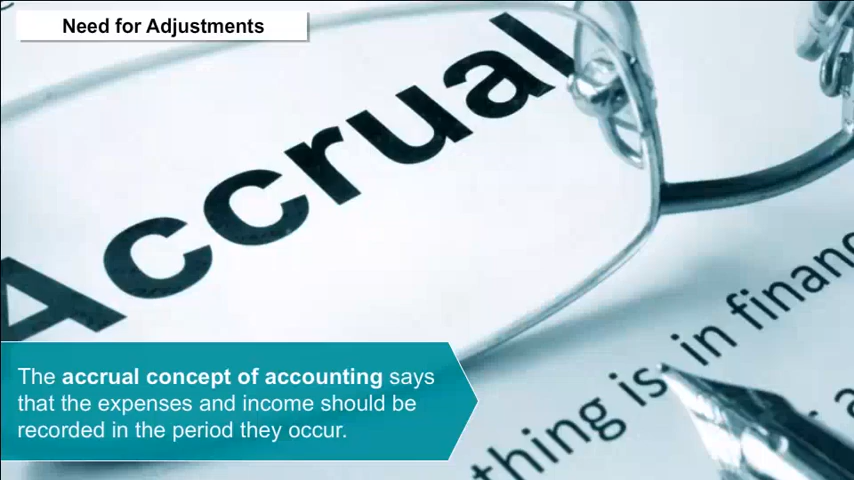 Need for Adjustments
Accrual
in financ
thing is
The accrual concept of accounting says
that the expenses and income should be
recorded in the period they occur.